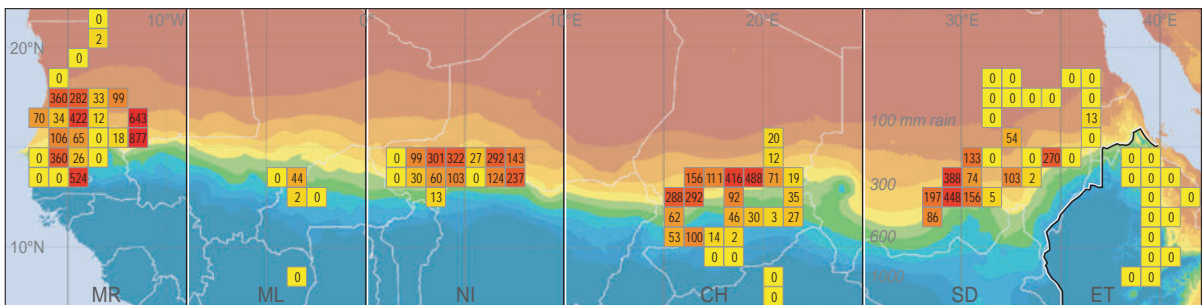 0
10°W 0° 10°E 20°E 30°E 40°E
2
20°N 0
0 0 0 0
360 282 33 99 0 0 0 0 0
70 34 422 12 643 100 mm rain 0 13
106 65 0 18 877 20 54 0
0 360 26 0 0 99 301 322 27 292 143 12 133 0 0 270 0 0 0
0 0 524 0 44 0 30 60 103 0 124 237 156 111 416 488 71 19 300 388 74 103 2 0 0
2 0 13 288 292 92 35 197 448 156 5 0 0 0
62 46 30 3 27 86 0 0
10°N 53 100 14 2 600 0
0 0 0 0
0 0 1000 0 0
0
MR ML NI CH SD ET